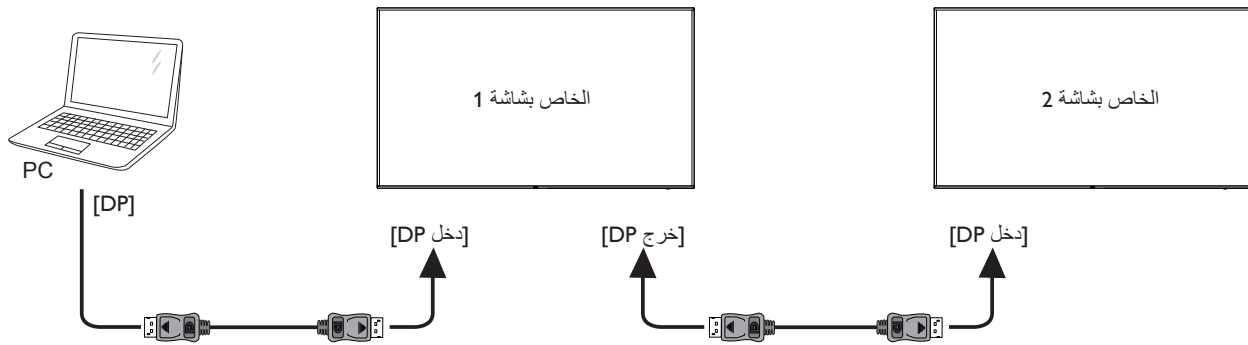 الخاص بشاشة 1
الخاص بشاشة 2
PC
[DP]
[دخل DP]
[خرج DP]
[دخل DP]